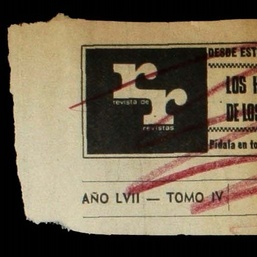 rr
revista de
revistas
DESDE EST
LOS H
DE LOS
Pídala en to
AÑO LVII — TOMO IV